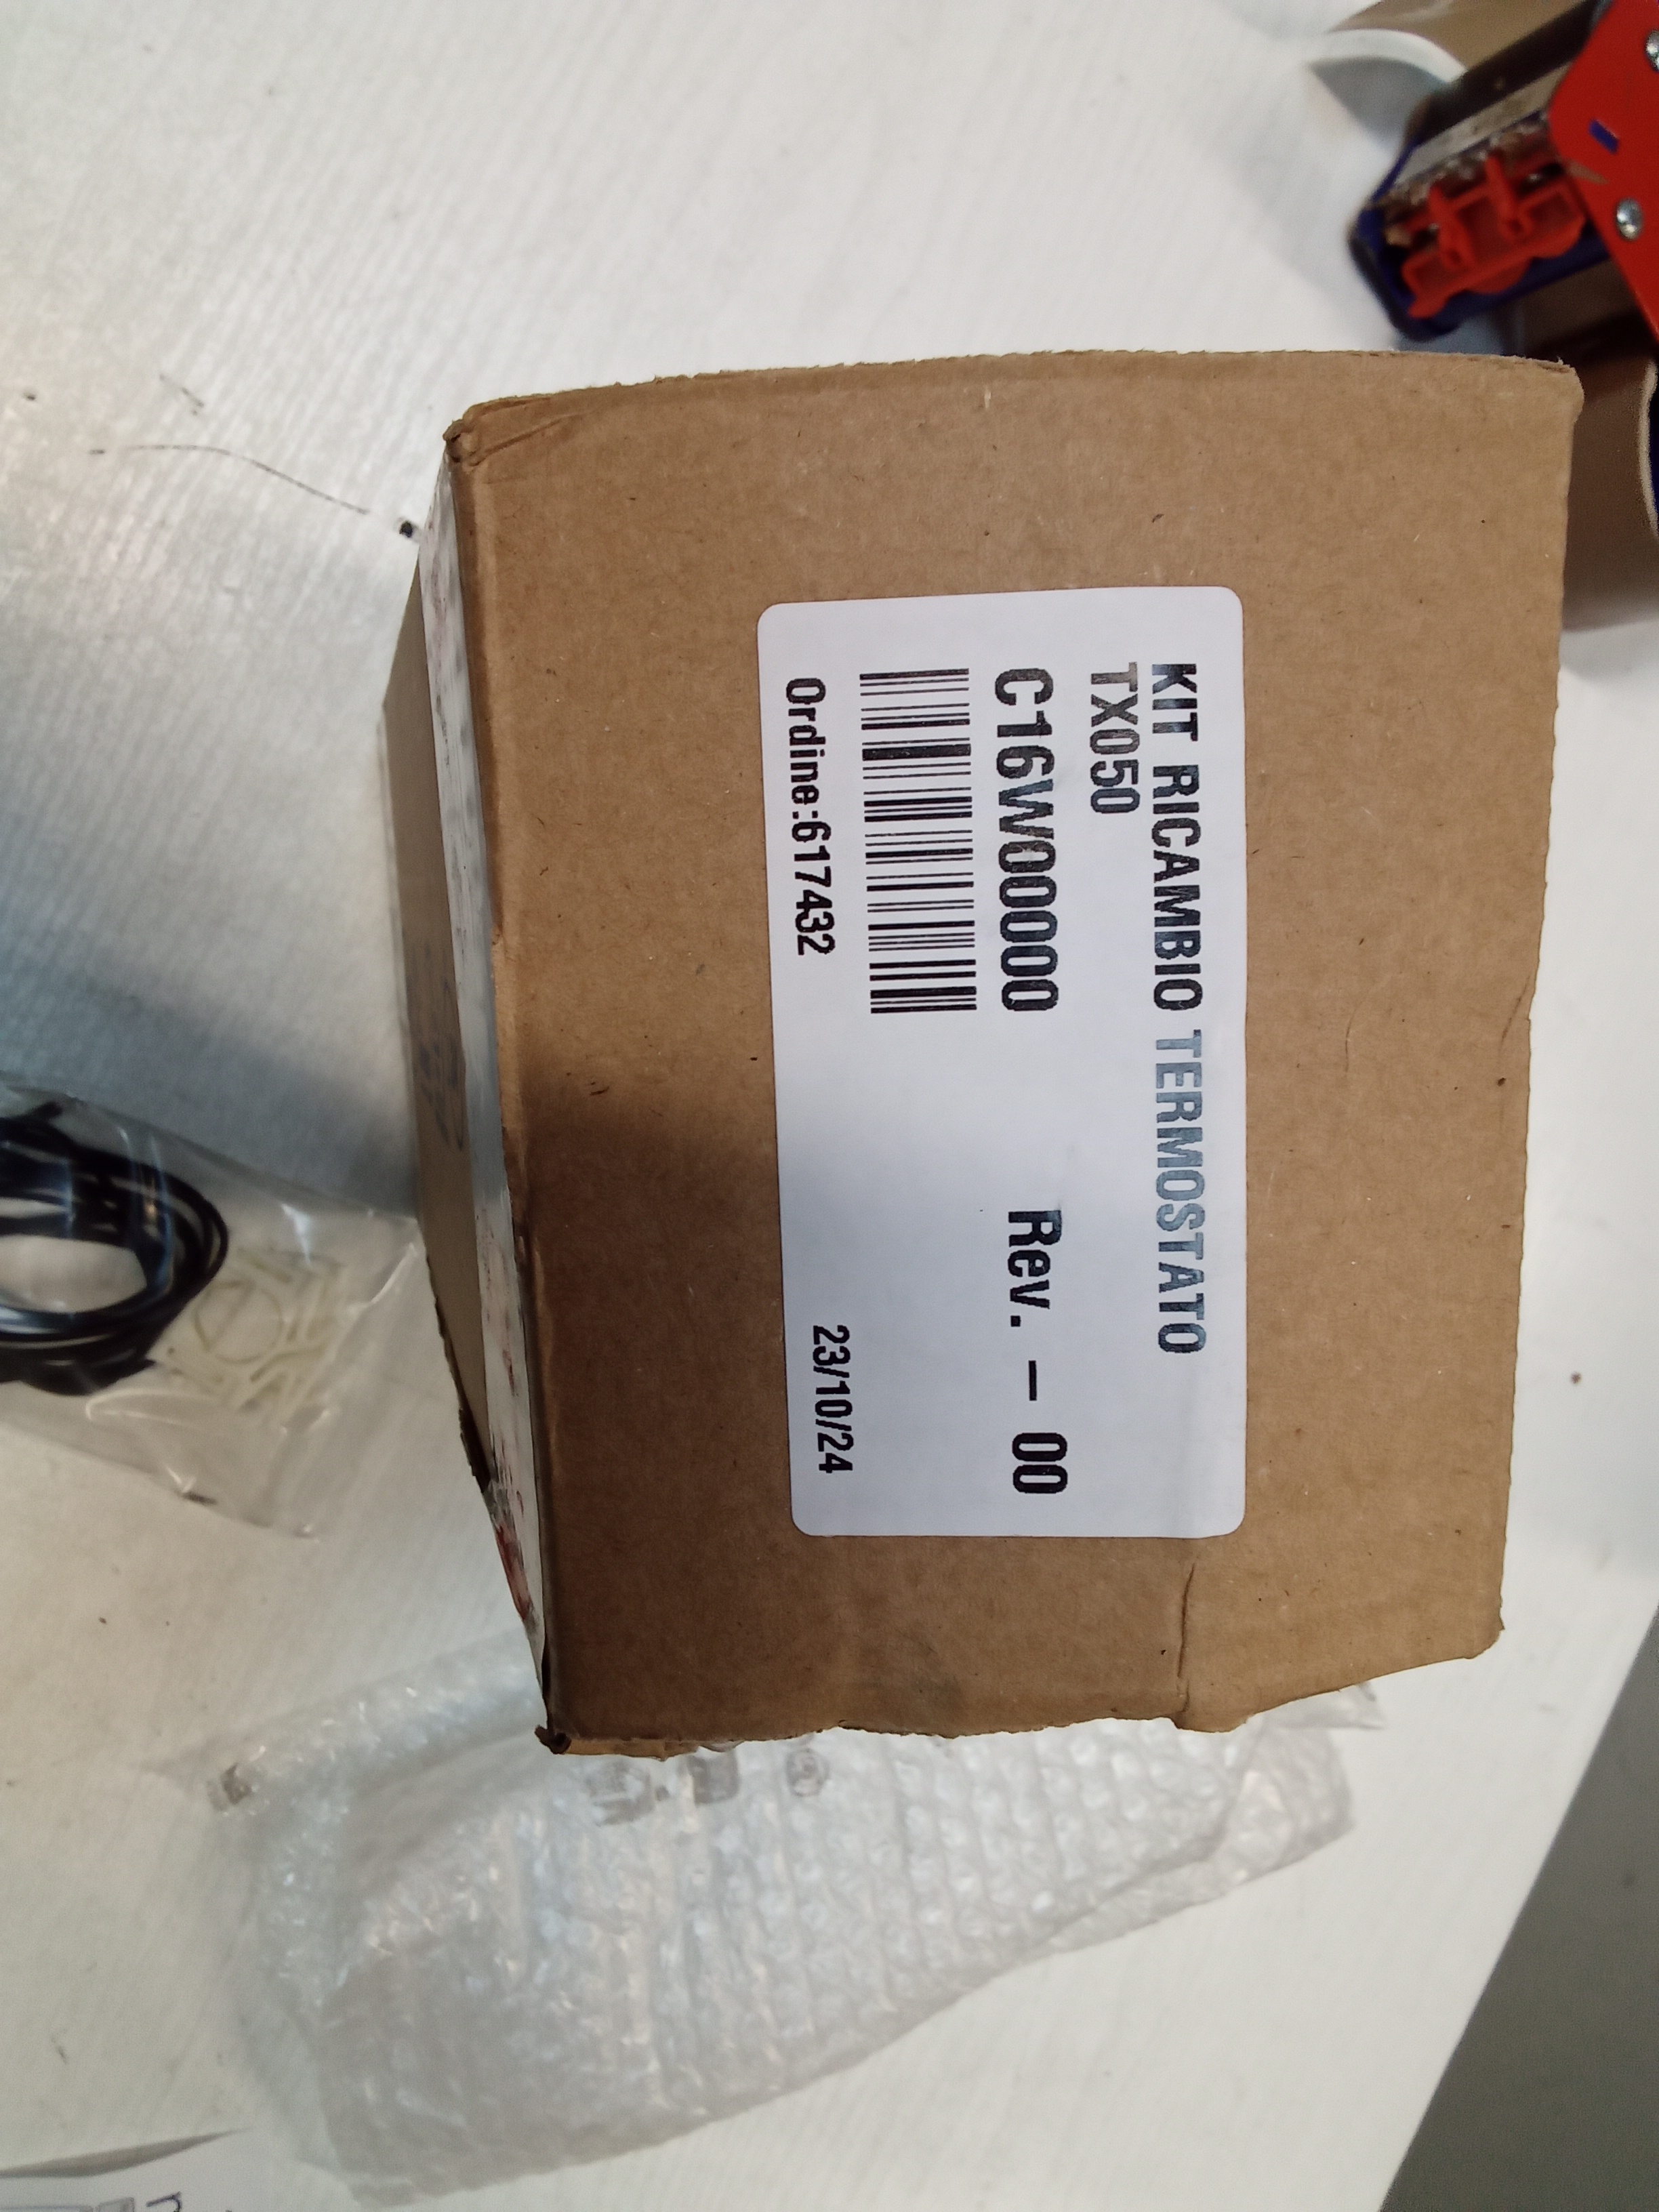 KIT RICAMBIO TERMOSTATO
TX050
C16W00000 Rev. - 00
Ordine:617432 23/10/24